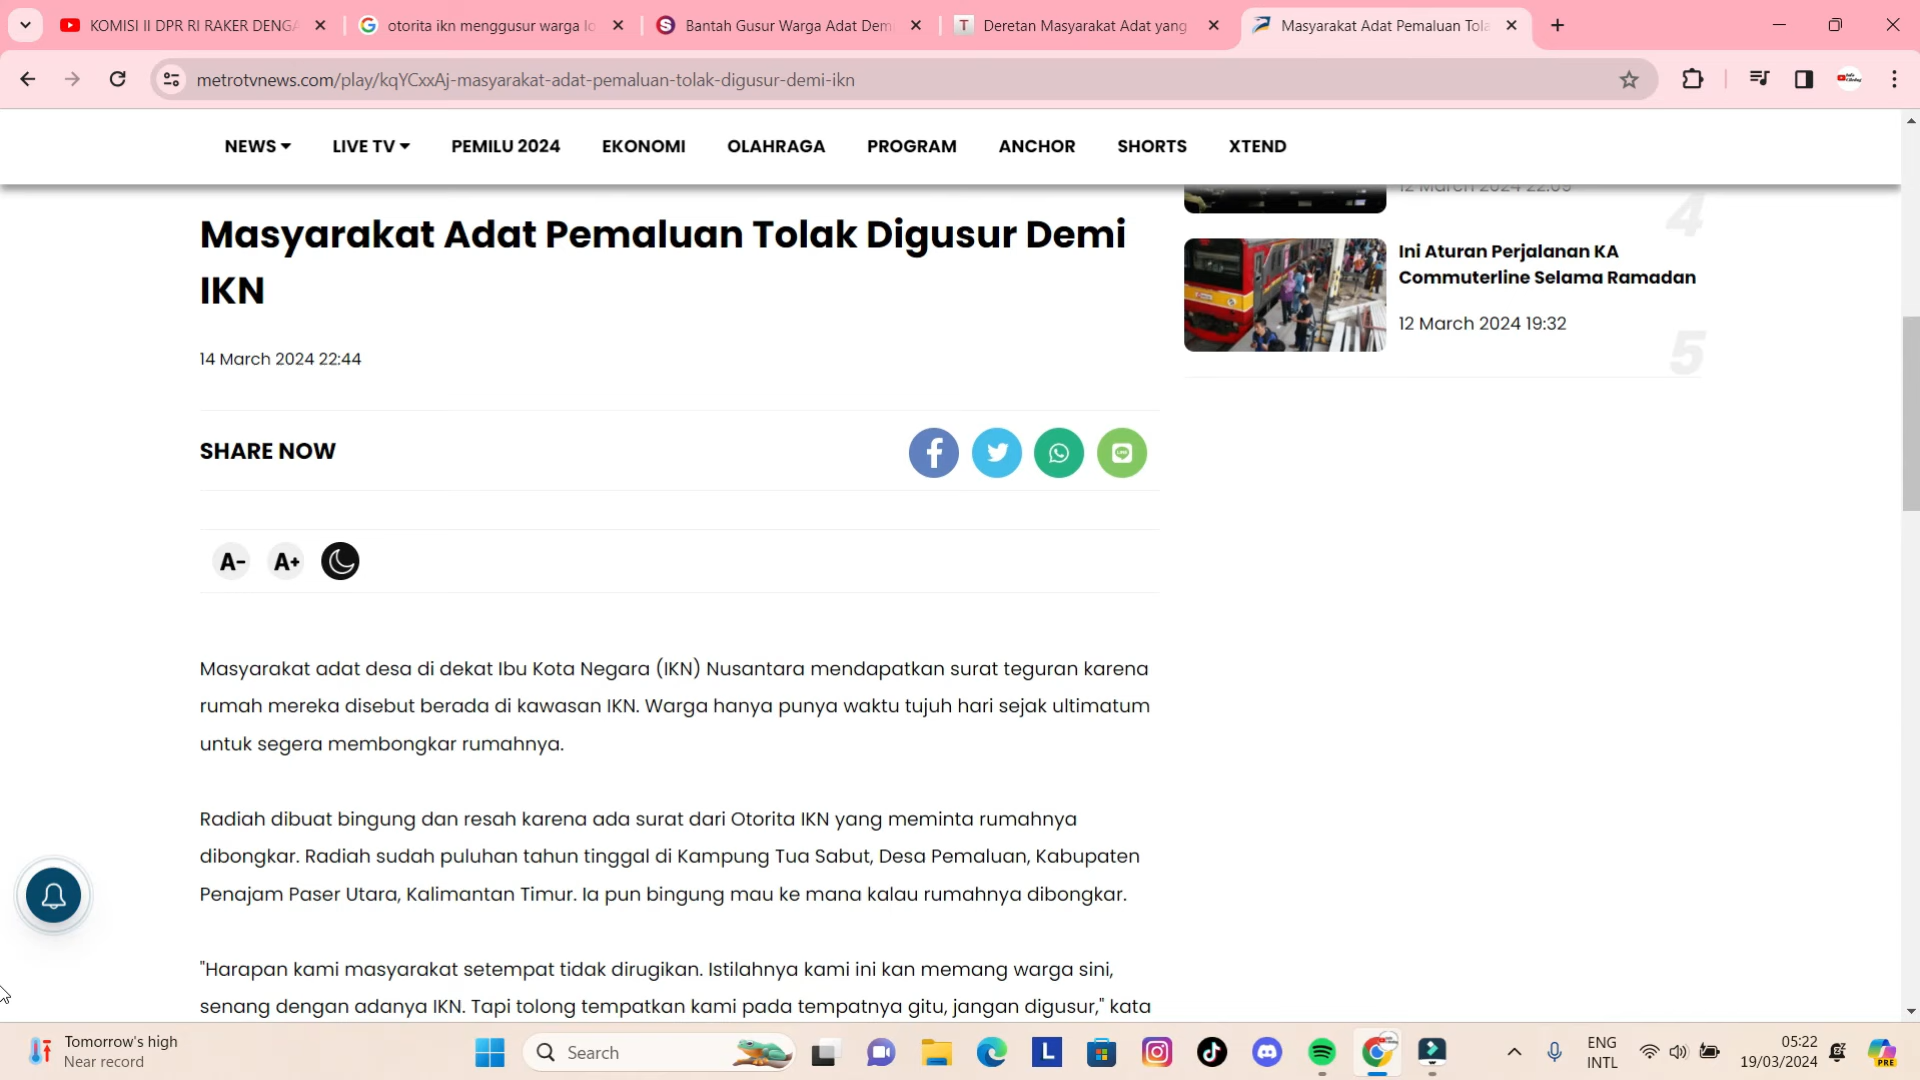 KOMISI II DPR RI RAKER DENGA
otorita ikn menggusur warga lo
Bantah Gusur Warga Adat Dem
Deretan Masyarakat Adat yang
Masyarakat Adat Pemaluan Tola
metrotvnews.com/play/kqYCxxAj-masyarakat-adat-pemaluan-tolak-digusur-demi-ikn
NEWS LIVE TV PEMILU 2024 EKONOMI OLAHRAGA PROGRAM ANCHOR SHORTS XTEND
12 March 2024 22:09
4
Masyarakat Adat Pemaluan Tolak Digusur Demi
IKN
14 March 2024 22:44
Ini Aturan Perjalanan KA
Commuterline Selama Ramadan
12 March 2024 19:32
5
SHARE NOW
A- A+
Masyarakat adat desa di dekat Ibu Kota Negara (IKN) Nusantara mendapatkan surat teguran karena
rumah mereka disebut berada di kawasan IKN. Warga hanya punya waktu tujuh hari sejak ultimatum
untuk segera membongkar rumahnya.
Radiah dibuat bingung dan resah karena ada surat dari Otorita IKN yang meminta rumahnya
dibongkar. Radiah sudah puluhan tahun tinggal di Kampung Tua Sabut, Desa Pemaluan, Kabupaten
Penajam Paser Utara, Kalimantan Timur. Ia pun bingung mau ke mana kalau rumahnya dibongkar.
"Harapan kami masyarakat setempat tidak dirugikan. Istilahnya kami ini kan memang warga sini,
senang dengan adanya IKN. Tapi tolong tempatkan kami pada tempatnya gitu, jangan digusur," kata
Tomorrow's high
Near record
Search
L
ENG
INTL
05:22
19/03/2024
PRE